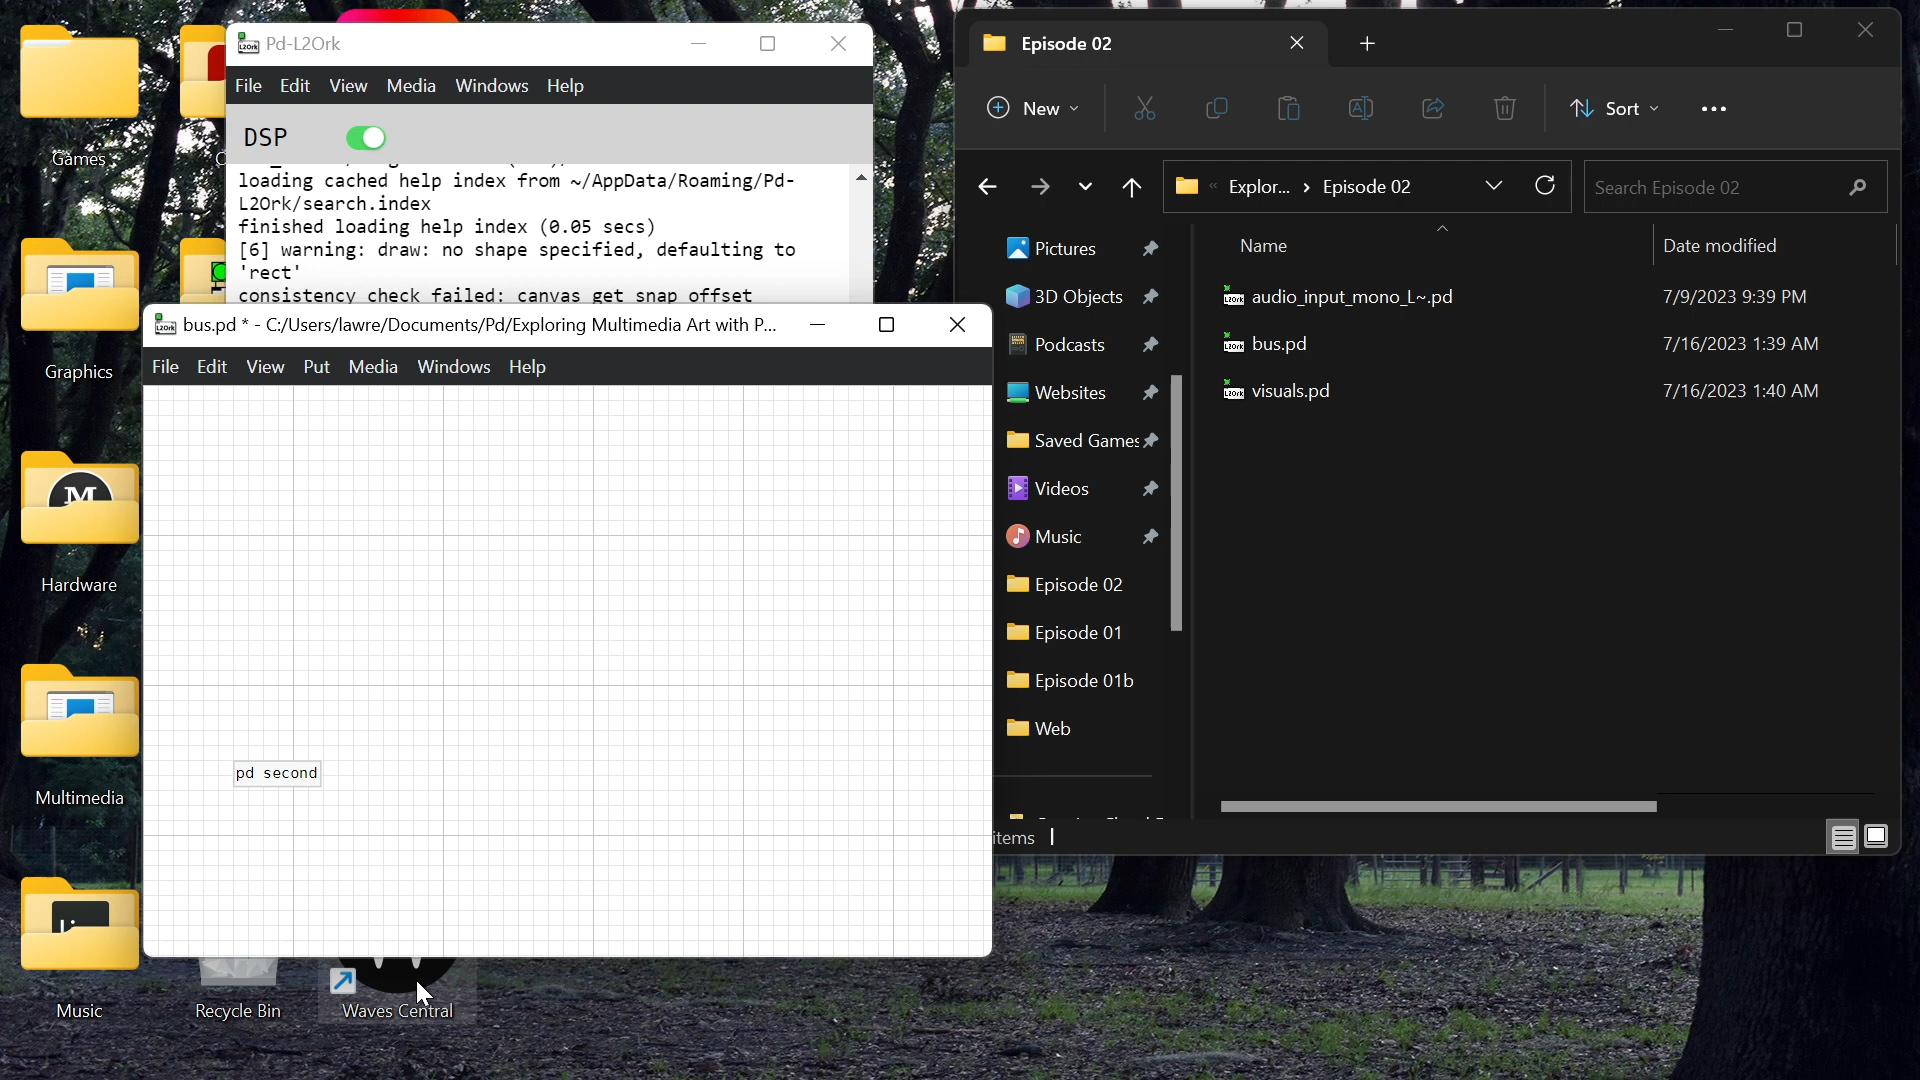 Games
Graphics
Hardware
Multimedia
Music
Recycle Bin
Waves Central
Pd-L2Ork
File Edit View Media Windows Help
DSP
loading cached help index from ~/AppData/Roaming/Pd-
L2Ork/search.index
finished loading help index (0.05 secs)
[6] warning: draw: no shape specified, defaulting to
'rect'
consistency check failed: canvas_get_snap_offset
bus.pd * - C:/Users/lawre/Documents/Pd/Exploring Multimedia Art with P...
File Edit View Put Media Windows Help
pd second
Episode 02
New
Sort
Explor... › Episode 02
Search Episode 02
Pictures
3D Objects
Podcasts
Websites
Saved Games
Videos
Music
Episode 02
Episode 01
Episode 01b
Web
Name Date modified
audio_input_mono_L~.pd 7/9/2023 9:39 PM
bus.pd 7/16/2023 1:39 AM
visuals.pd 7/16/2023 1:40 AM
items